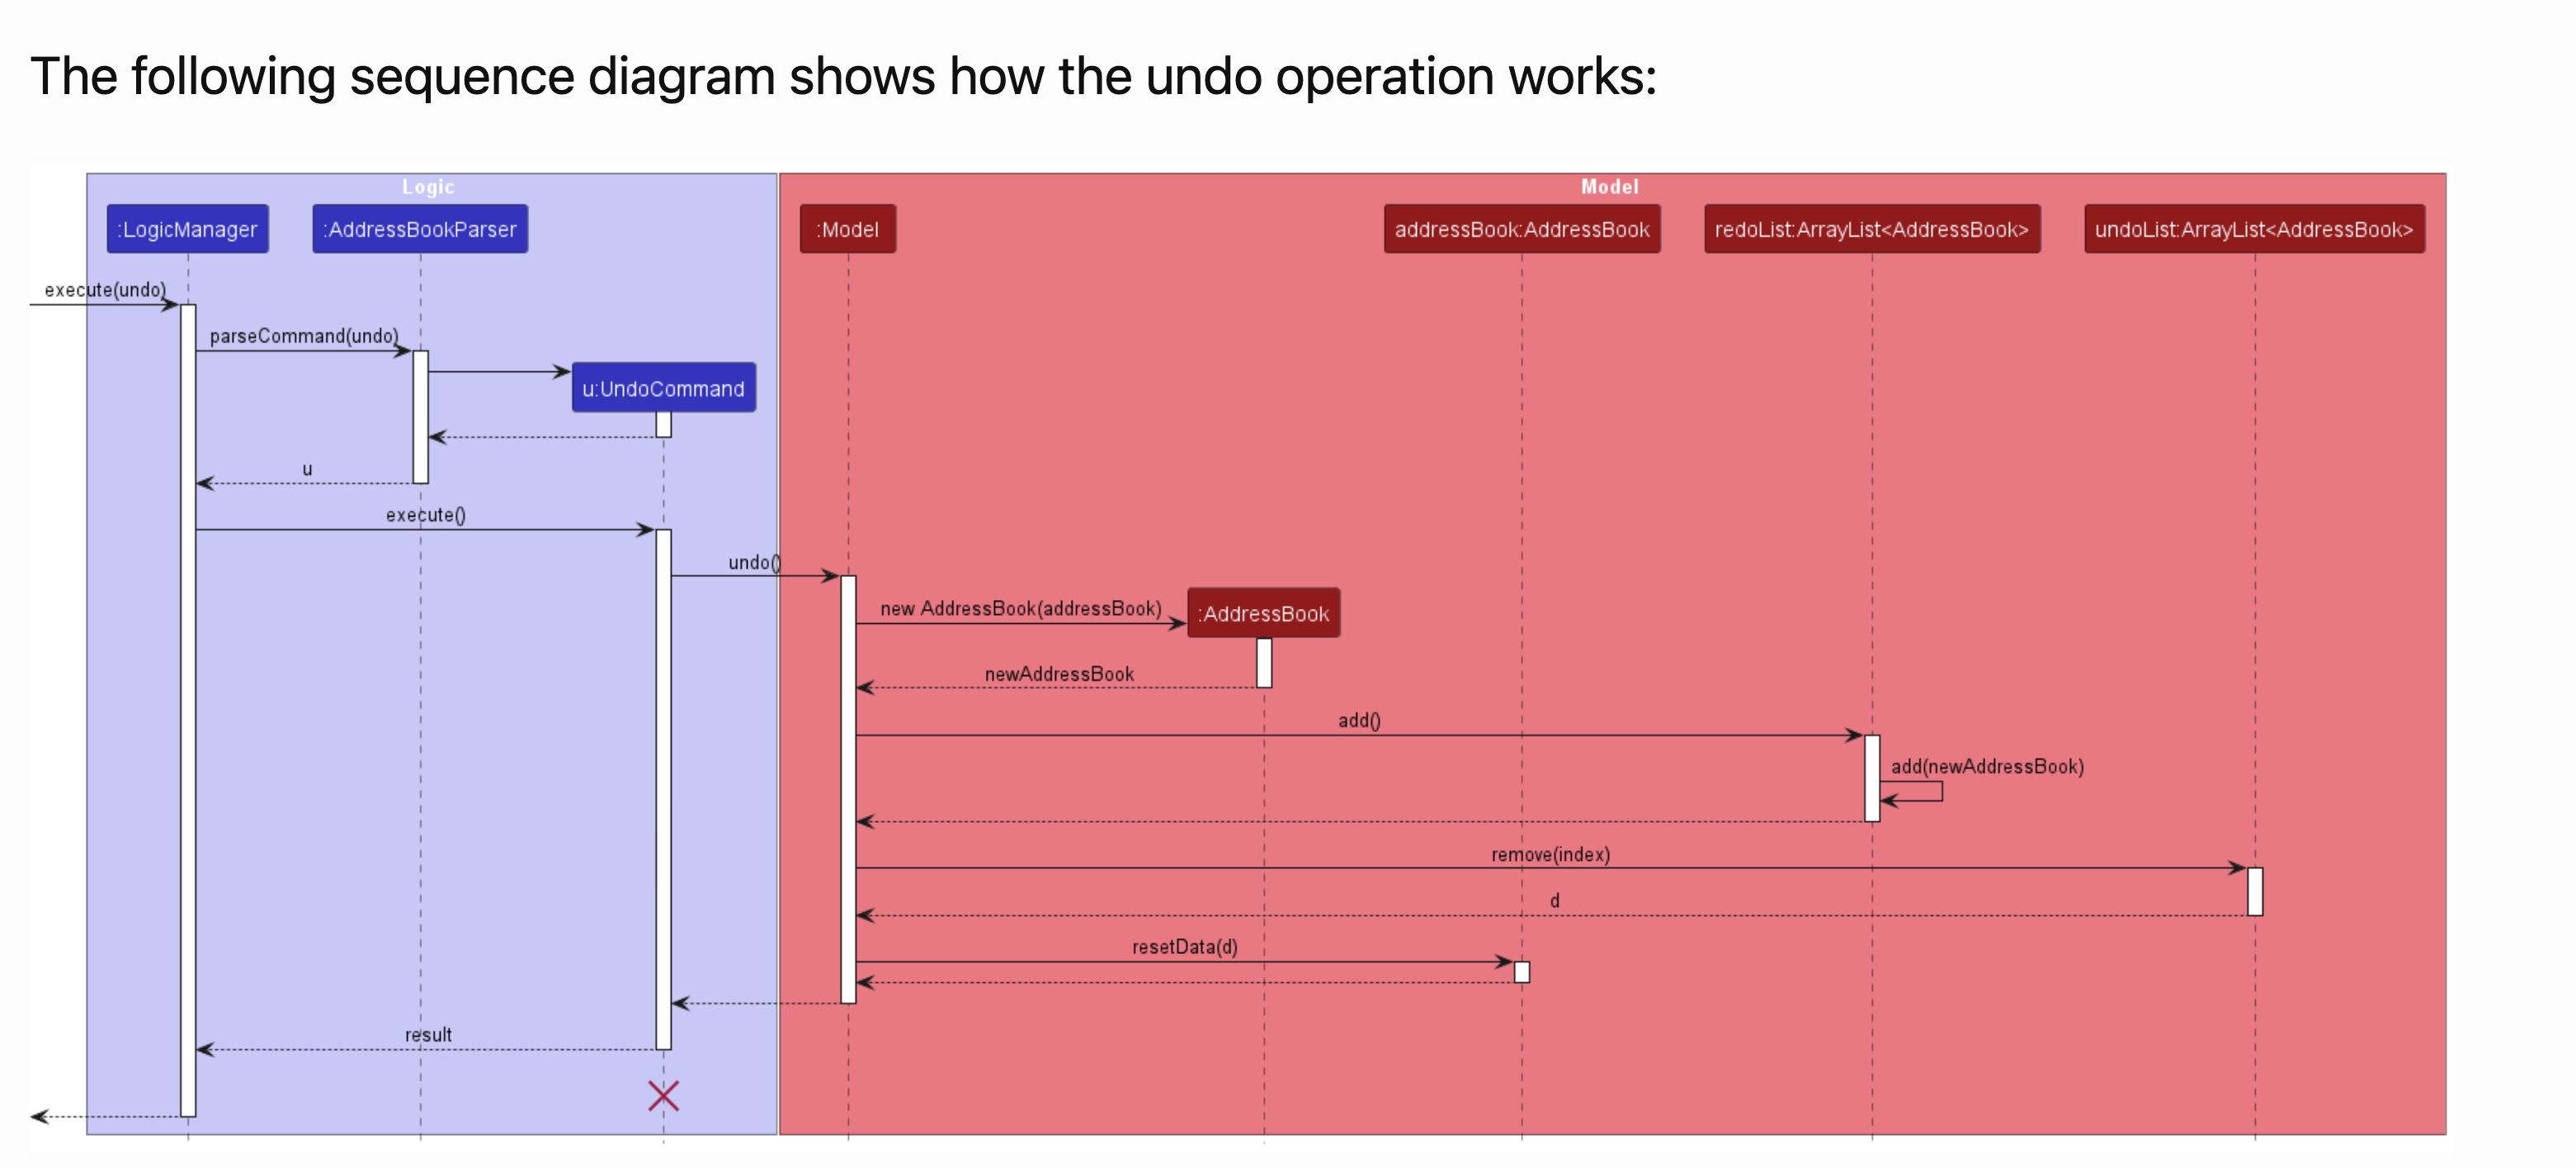 The following sequence diagram shows how the undo operation works:
Logic
Model
:LogicManager
:AddressBookParser
:Model
addressBook:AddressBook
redoList:ArrayList<AddressBook>
undoList:ArrayList<AddressBook>
execute(undo)
parseCommand(undo)
u:UndoCommand
u
execute()
undo()
new AddressBook(addressBook)
:AddressBook
newAddressBook
add()
add(newAddressBook)
remove(index)
d
resetData(d)
result